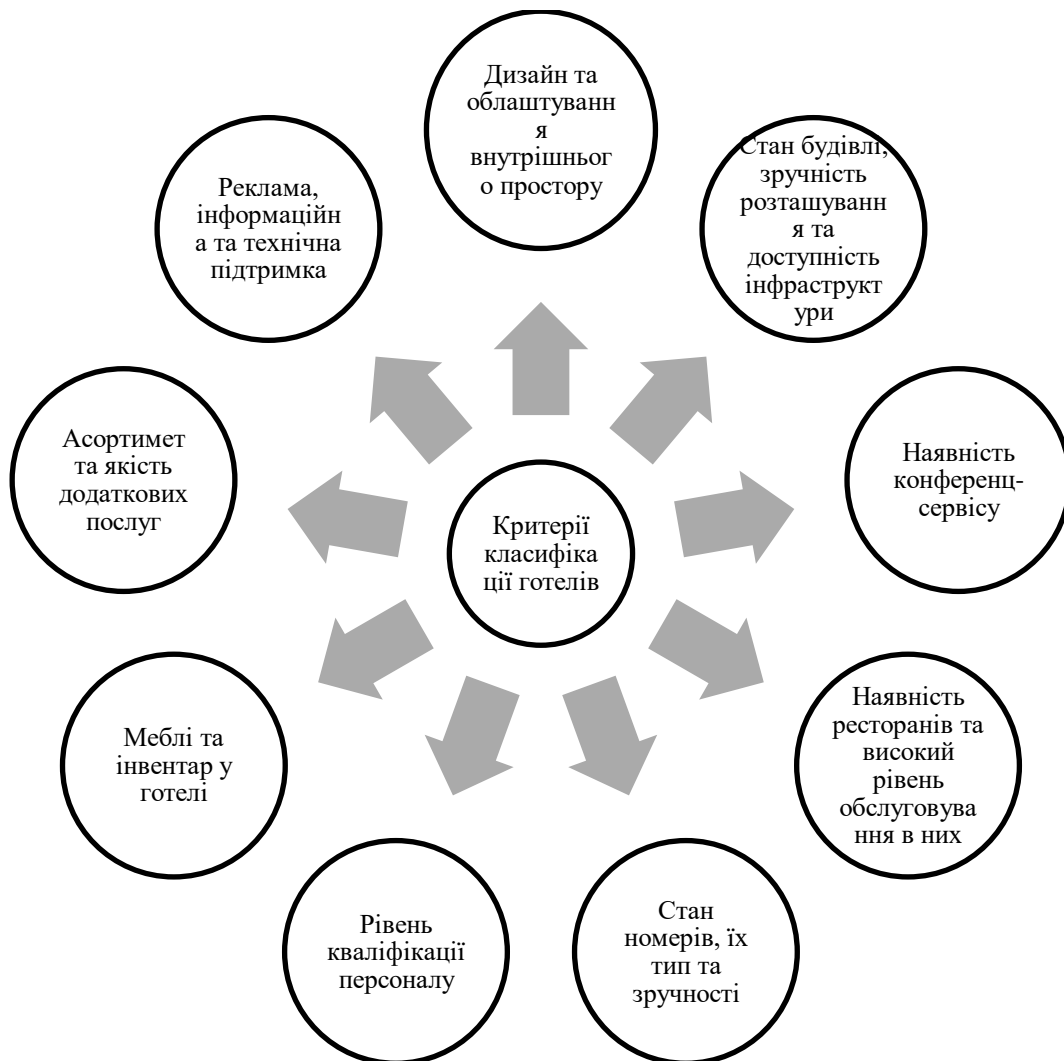 Дизайн та
облаштуванн
я
внутрішньог
о простору
Стан будівлі,
зручність
розташуванн
я та
доступність
інфраструкт
ури
Наявність
конференц-
сервісу
Наявність
ресторанів та
високий
рівень
обслуговува
ння в них
Стан
номерів, їх
тип та
зручності
Рівень
кваліфікації
персоналу
Меблі та
інвентар у
готелі
Асортимет
та якість
додаткових
послуг
Реклама,
інформаційн
а та технічна
підтримка
Критерії
класифіка
ції готелів